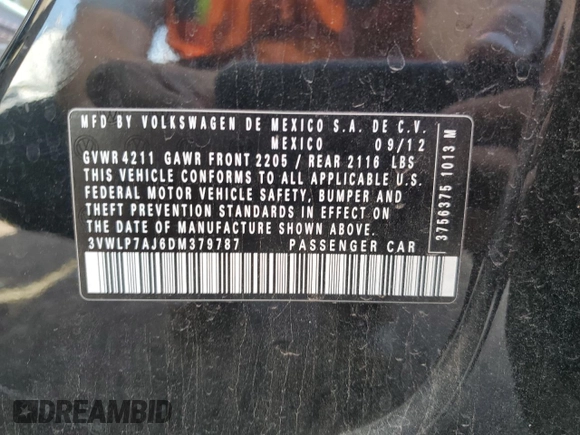 MFD BY VOLKSWAGEN DE MEXICO S.A. DE C.V.
MEXICO 09/12
GVWR 4211 GAWR FRONT 2205 / REAR 2116 LBS
THIS VEHICLE CONFORMS TO ALL APPLICABLE U.S.
FEDERAL MOTOR VEHICLE SAFETY, BUMPER AND
THEFT PREVENTION STANDARDS IN EFFECT ON
THE DATE OF MANUFACTURE SHOWN ABOVE.
3VWLP7AJ6DM379787 PASSENGER CAR
3756375 1013 M
DREAMBID